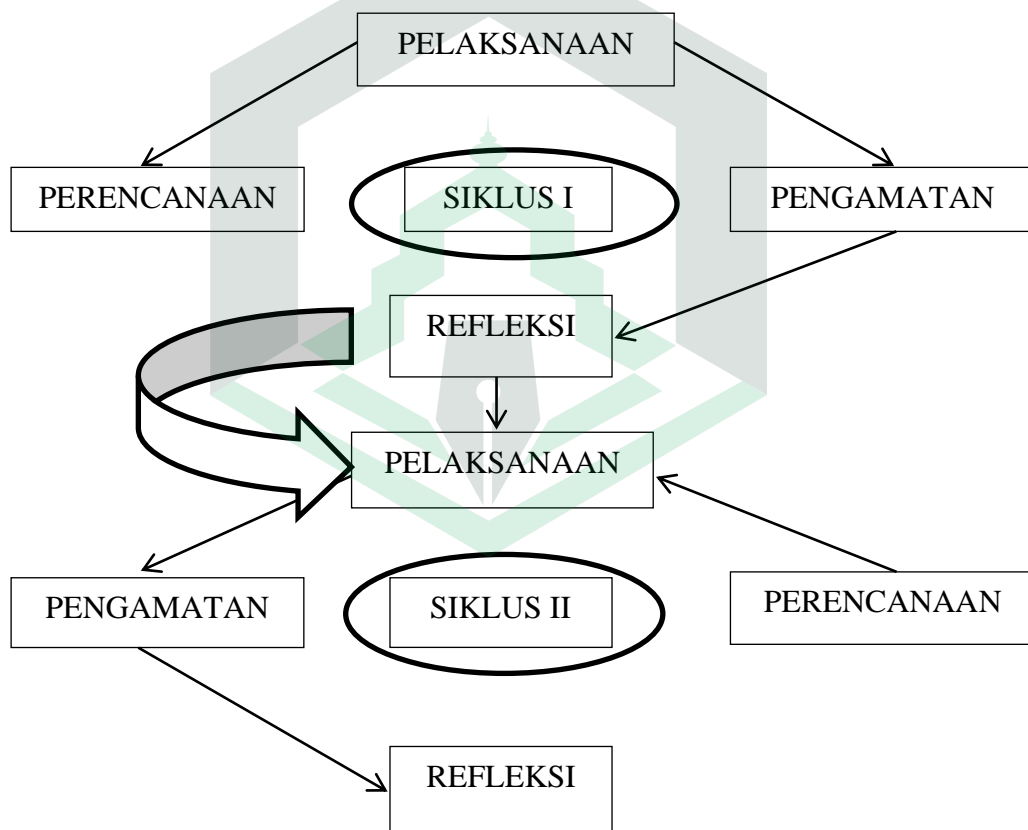 PELAKSANAAN
PERENCANAAN
SIKLUS I
PENGAMATAN
REFLEKSI
PELAKSANAAN
PENGAMATAN
SIKLUS II
PERENCANAAN
REFLEKSI